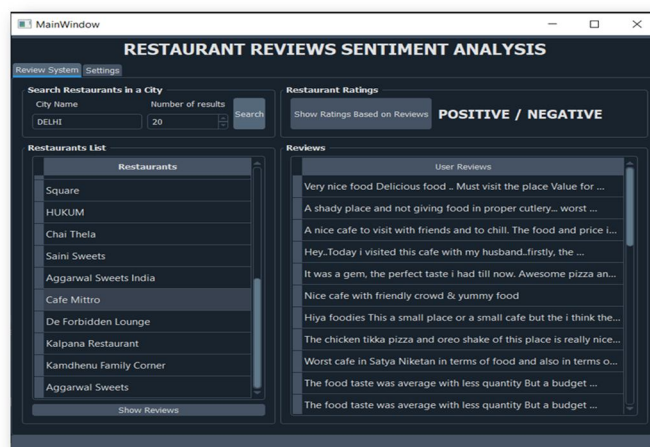 MainWindow
RESTAURANT REVIEWS SENTIMENT ANALYSIS
Review System Settings
Search Restaurants in a City
City Name Number of results
DELHI 20 Search
Restaurant Ratings
Show Ratings Based on Reviews POSITIVE / NEGATIVE
Restaurants List
Restaurants
Square
HUKUM
Chai Thela
Saini Sweets
Aggarwal Sweets India
Cafe Mittro
De Forbidden Lounge
Kalpana Restaurant
Kamdhenu Family Corner
Aggarwal Sweets
Show Reviews
Reviews
User Reviews
Very nice food Delicious food .. Must visit the place Value for ...
A shady place and not giving food in proper cutlery... worst ...
A nice cafe to visit with friends and to chill. The food and price i...
Hey..Today i visited this cafe with my husband..firstly, the ...
It was a gem, the perfect taste i had till now. Awesome pizza an...
Nice cafe with friendly crowd & yummy food
Hiya foodies This a small place or a small cafe but the i think the...
The chicken tikka pizza and oreo shake of this place is really nice...
Worst cafe in Satya Niketan in terms of food and also in terms o...
The food taste was average with less quantity But a budget ...
The food taste was average with less quantity But a budget ...